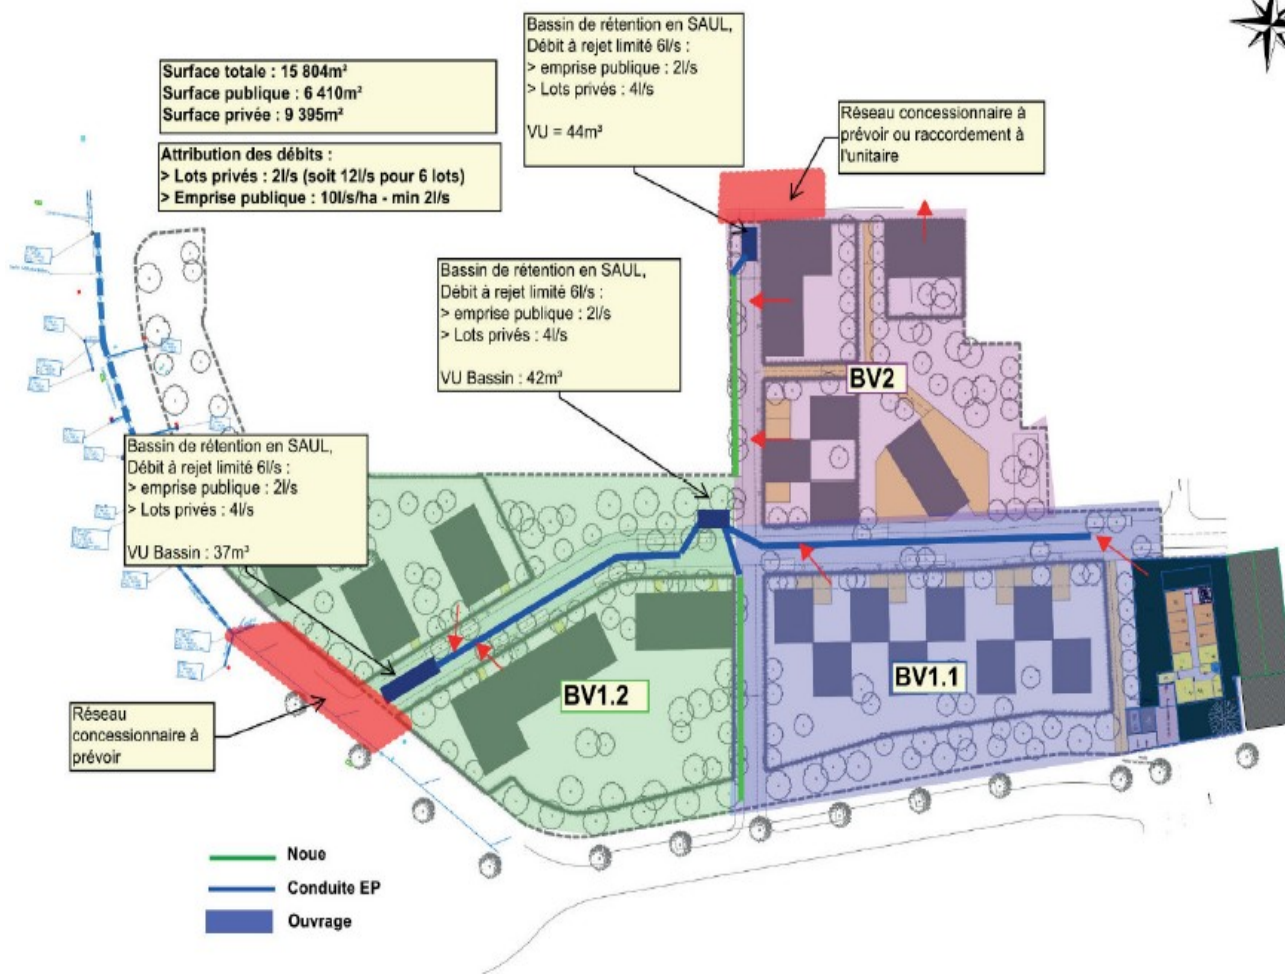 Bassin de rétention en SAUL,
Débit à rejet limité 6l/s :
> emprise publique : 2l/s
> Lots privés : 4l/s
VU = 44m³
Surface totale : 15 804m²
Surface publique : 6 410m²
Surface privée : 9 395m²
Attribution des débits :
> Lots privés : 2l/s (soit 12l/s pour 6 lots)
> Emprise publique : 10l/s/ha - min 2l/s
Réseau concessionnaire à
prévoir ou raccordement à
l'unitaire
Bassin de rétention en SAUL,
Débit à rejet limité 6l/s :
> emprise publique : 2l/s
> Lots privés : 4l/s
VU Bassin : 42m³
BV2
Bassin de rétention en SAUL,
Débit à rejet limité 6l/s :
> emprise publique : 2l/s
> Lots privés : 4l/s
VU Bassin : 37m³
BV1.1
BV1.2
Réseau
concessionnaire à
prévoir
Noue
Conduite EP
Ouvrage